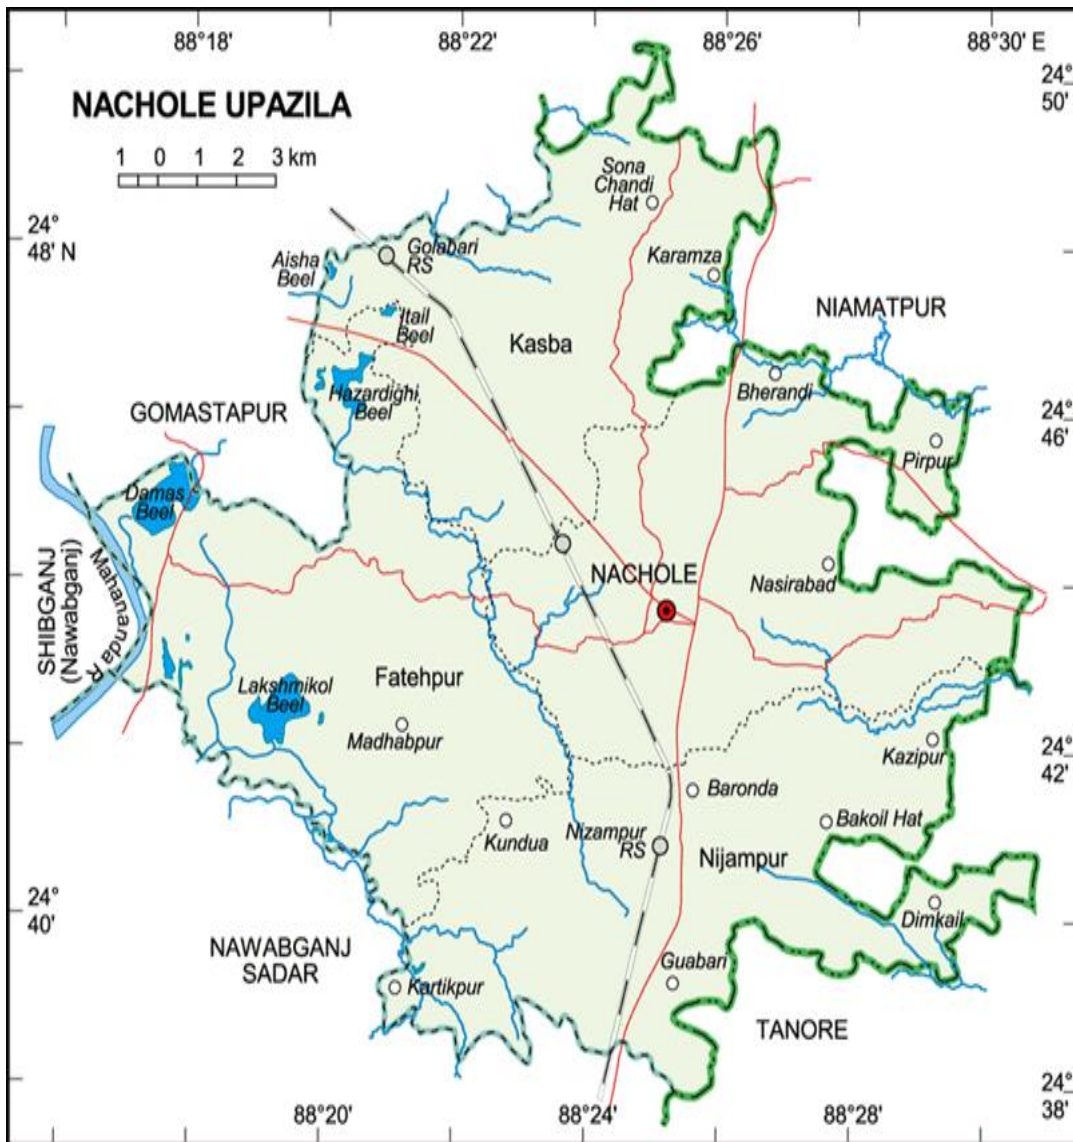 88°18'
88°22'
88°26'
88°30' E
24°
50'
NACHOLE UPAZILA
1 0 1 2 3 km
Sona
Chandi
Hat
24°
48' N
Golabari
RS
Aisha
Beel
Karamza
NIAMATPUR
Itail
Beel
Kasba
Bherandi
Hazardighi
Beel
GOMASTAPUR
24°
46'
Pirpur
Damas
Beel
SHIBGANJ
(Nawabganj)
Mahananda R
NACHOLE
Nasirabad
Fatehpur
Lakshmikol
Beel
Madhabpur
Kazipur
24°
42'
Baronda
Bakoil Hat
Kundua
Nizampur
RS
Nijampur
24°
40'
Dimkail
NAWABGANJ
SADAR
Guabari
Kartikpur
TANORE
24°
38'
88°20'
88°24'
88°28'